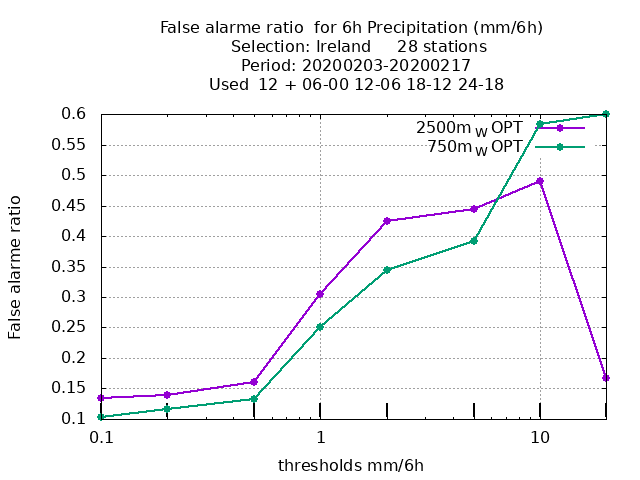 False alarme ratio  for 6h Precipitation (mm/6h)
Selection: Ireland     28 stations
Period: 20200203-20200217
Used  12 + 06-00 12-06 18-12 24-18
2500m W OPT
750m W OPT
0.6
0.55
0.5
0.45
0.4
0.35
0.3
0.25
0.2
0.15
0.1
False alarme ratio
0.1 1 10
thresholds mm/6h